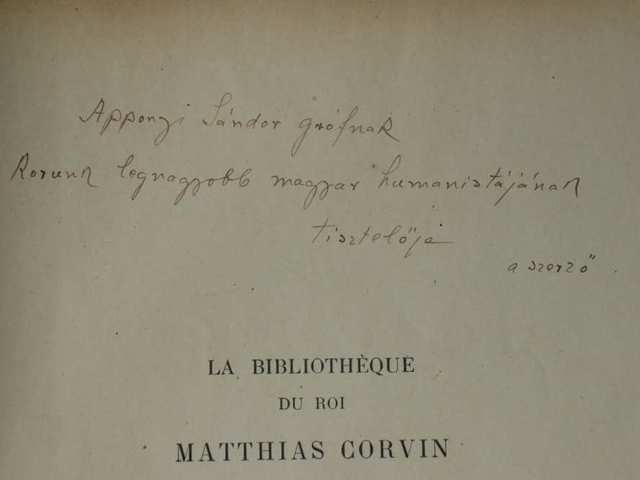 Apponyi Sándor grófnak
Korunk legnagyobb magyar humanistájának
tisztelője
a szerző
LA BIBLIOTHÈQUE
DU ROI
MATTHIAS CORVIN